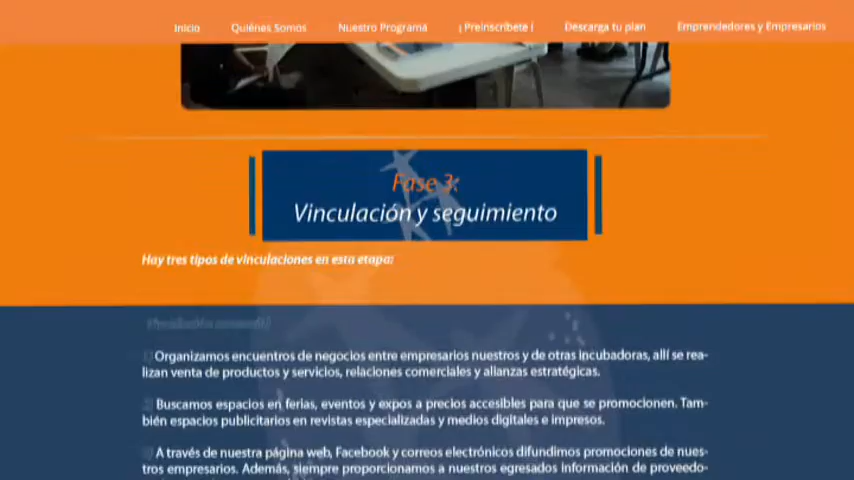 Inicio
Quiénes Somos
Nuestro Programa
¡ Preinscríbete !
Descarga tu plan
Emprendedores y Empresarios
Fase 3:
Vinculación y seguimiento
Hay tres tipos de vinculaciones en esta etapa:
Organizamos encuentros de negocios entre empresarios nuestros y de otras incubadoras, allí se rea-
lizan venta de productos y servicios, relaciones comerciales y alianzas estratégicas.
Buscamos espacios en ferias, eventos y expos a precios accesibles para que se promocionen. Tam-
bién espacios publicitarios en revistas especializadas y medios digitales e impresos.
A través de nuestra página web, Facebook y correos electrónicos difundimos promociones de nues-
tros empresarios. Además, siempre proporcionamos a nuestros egresados información de proveedo-